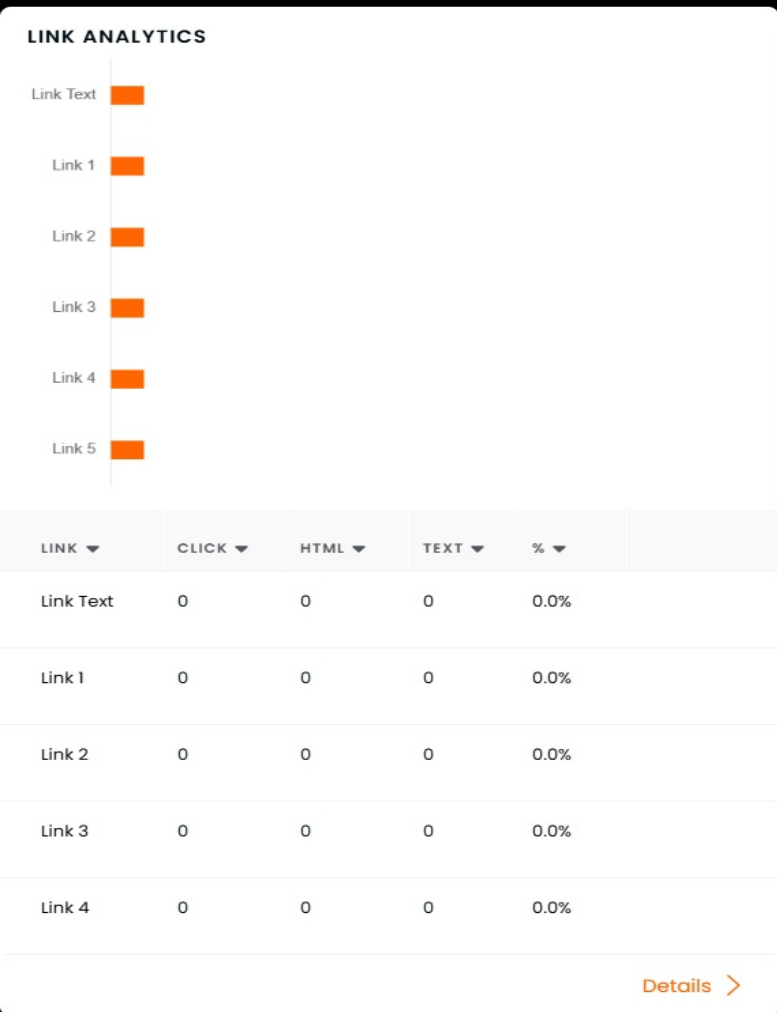 LINK ANALYTICS
Link Text
Link 1
Link 2
Link 3
Link 4
Link 5
LINK CLICK HTML TEXT %
Link Text 0 0 0 0.0%
Link 1 0 0 0 0.0%
Link 2 0 0 0 0.0%
Link 3 0 0 0 0.0%
Link 4 0 0 0 0.0%
Details